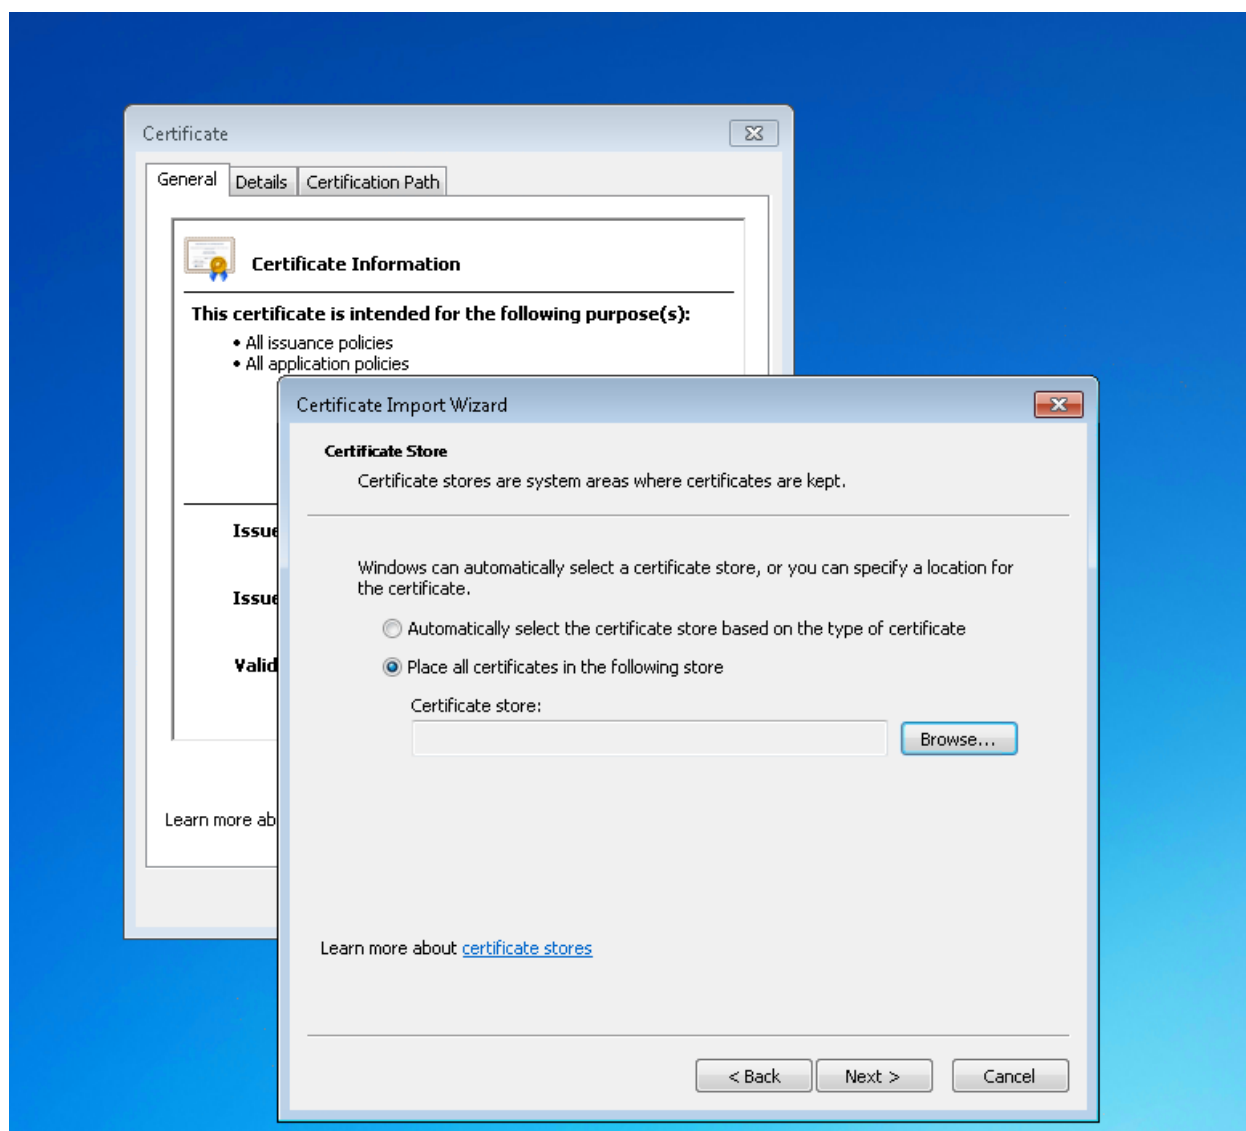 Certificate
General
Details
Certification Path
Certificate Information
This certificate is intended for the following purpose(s):
• All issuance policies
• All application policies
Learn more
Certificate Import Wizard
Certificate Store
Certificate stores are system areas where certificates are kept.
Windows can automatically select a certificate store, or you can specify a location for
the certificate.
Automatically select the certificate store based on the type of certificate
Place all certificates in the following store
Certificate store:
Browse...
Learn more about certificate stores
< Back
Next >
Cancel